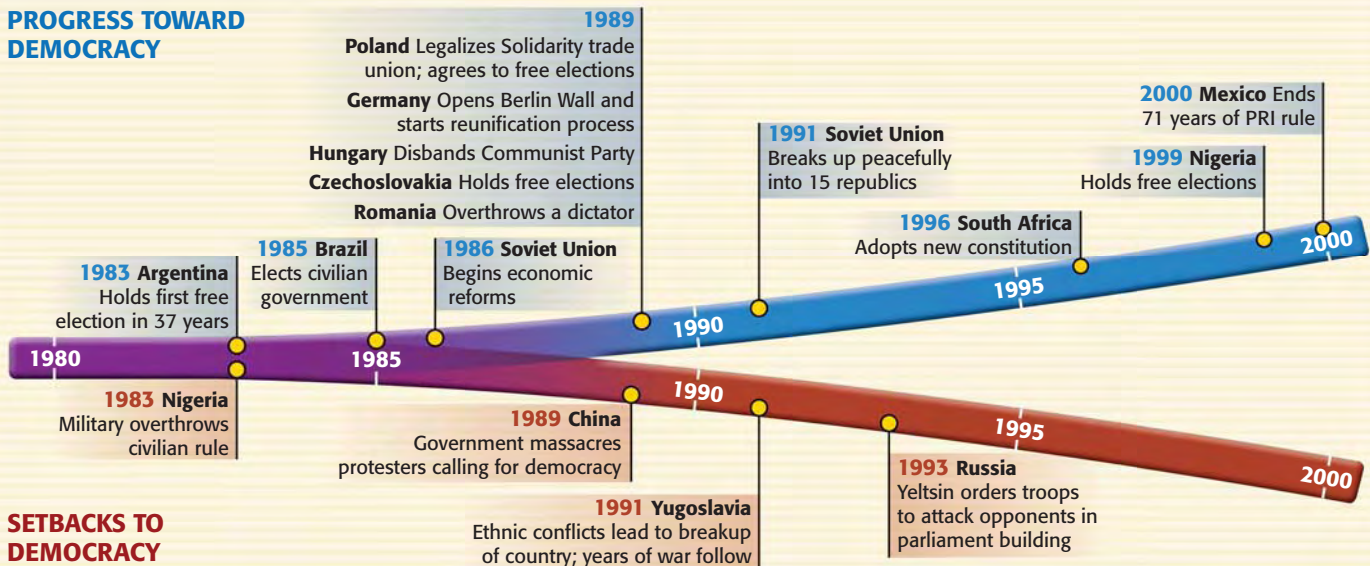 PROGRESS TOWARD
DEMOCRACY
1989
Poland Legalizes Solidarity trade
union; agrees to free elections
Germany Opens Berlin Wall and
starts reunification process
Hungary Disbands Communist Party
Czechoslovakia Holds free elections
Romania Overthrows a dictator
1983 Argentina
Holds first free
election in 37 years
1985 Brazil
Elects civilian
government
1986 Soviet Union
Begins economic
reforms
1991 Soviet Union
Breaks up peacefully
into 15 republics
1996 South Africa
Adopts new constitution
1999 Nigeria
Holds free elections
2000 Mexico Ends
71 years of PRI rule
1980
1985
1990
1995
2000
1990
1995
2000
1983 Nigeria
Military overthrows
civilian rule
1989 China
Government massacres
protesters calling for democracy
1991 Yugoslavia
Ethnic conflicts lead to breakup
of country; years of war follow
1993 Russia
Yeltsin orders troops
to attack opponents in
parliament building
SETBACKS TO
DEMOCRACY